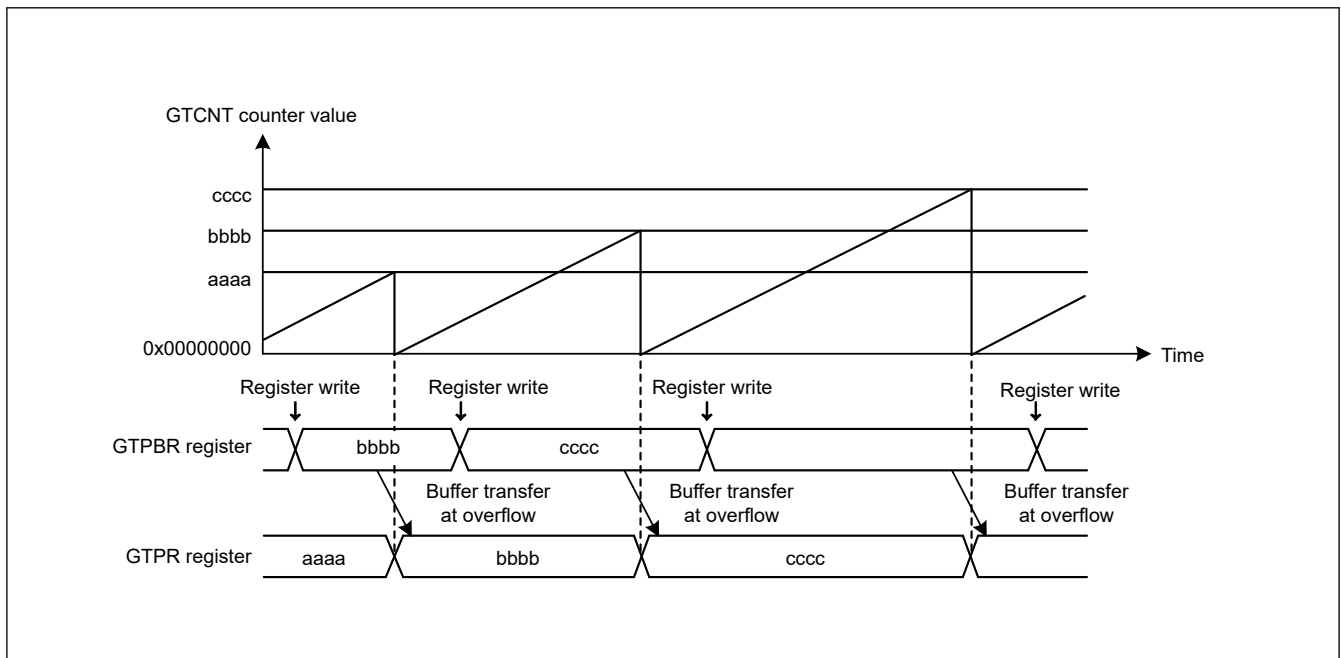 GTCNT counter value
cccc
bbbb
aaaa
0x00000000
Time
Register write
Register write
Register write
Register write
GTPBR register
bbbb
cccc
Buffer transfer
at overflow
Buffer transfer
at overflow
Buffer transfer
at overflow
GTPR register
aaaa
bbbb
cccc